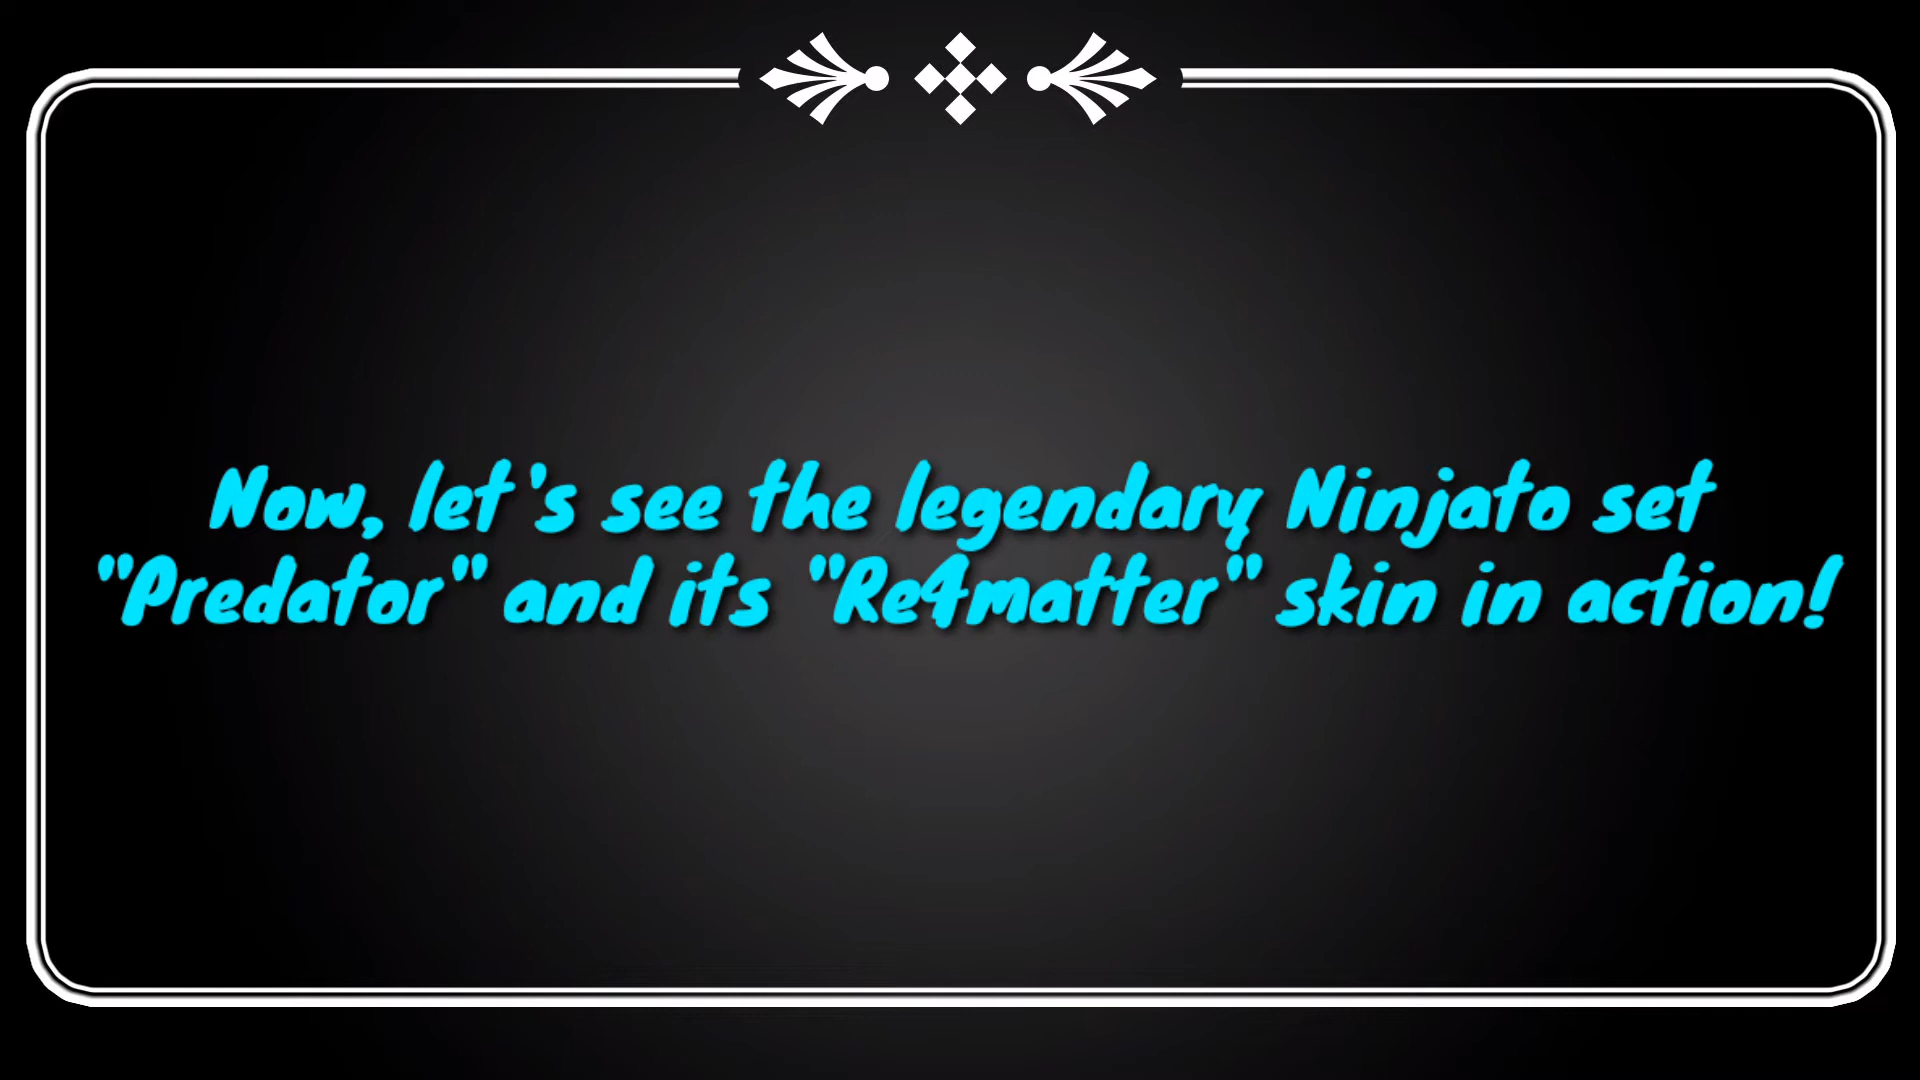 Now, let's see the legendary Ninjato set
"Predator" and its "Re4matter" skin in action!